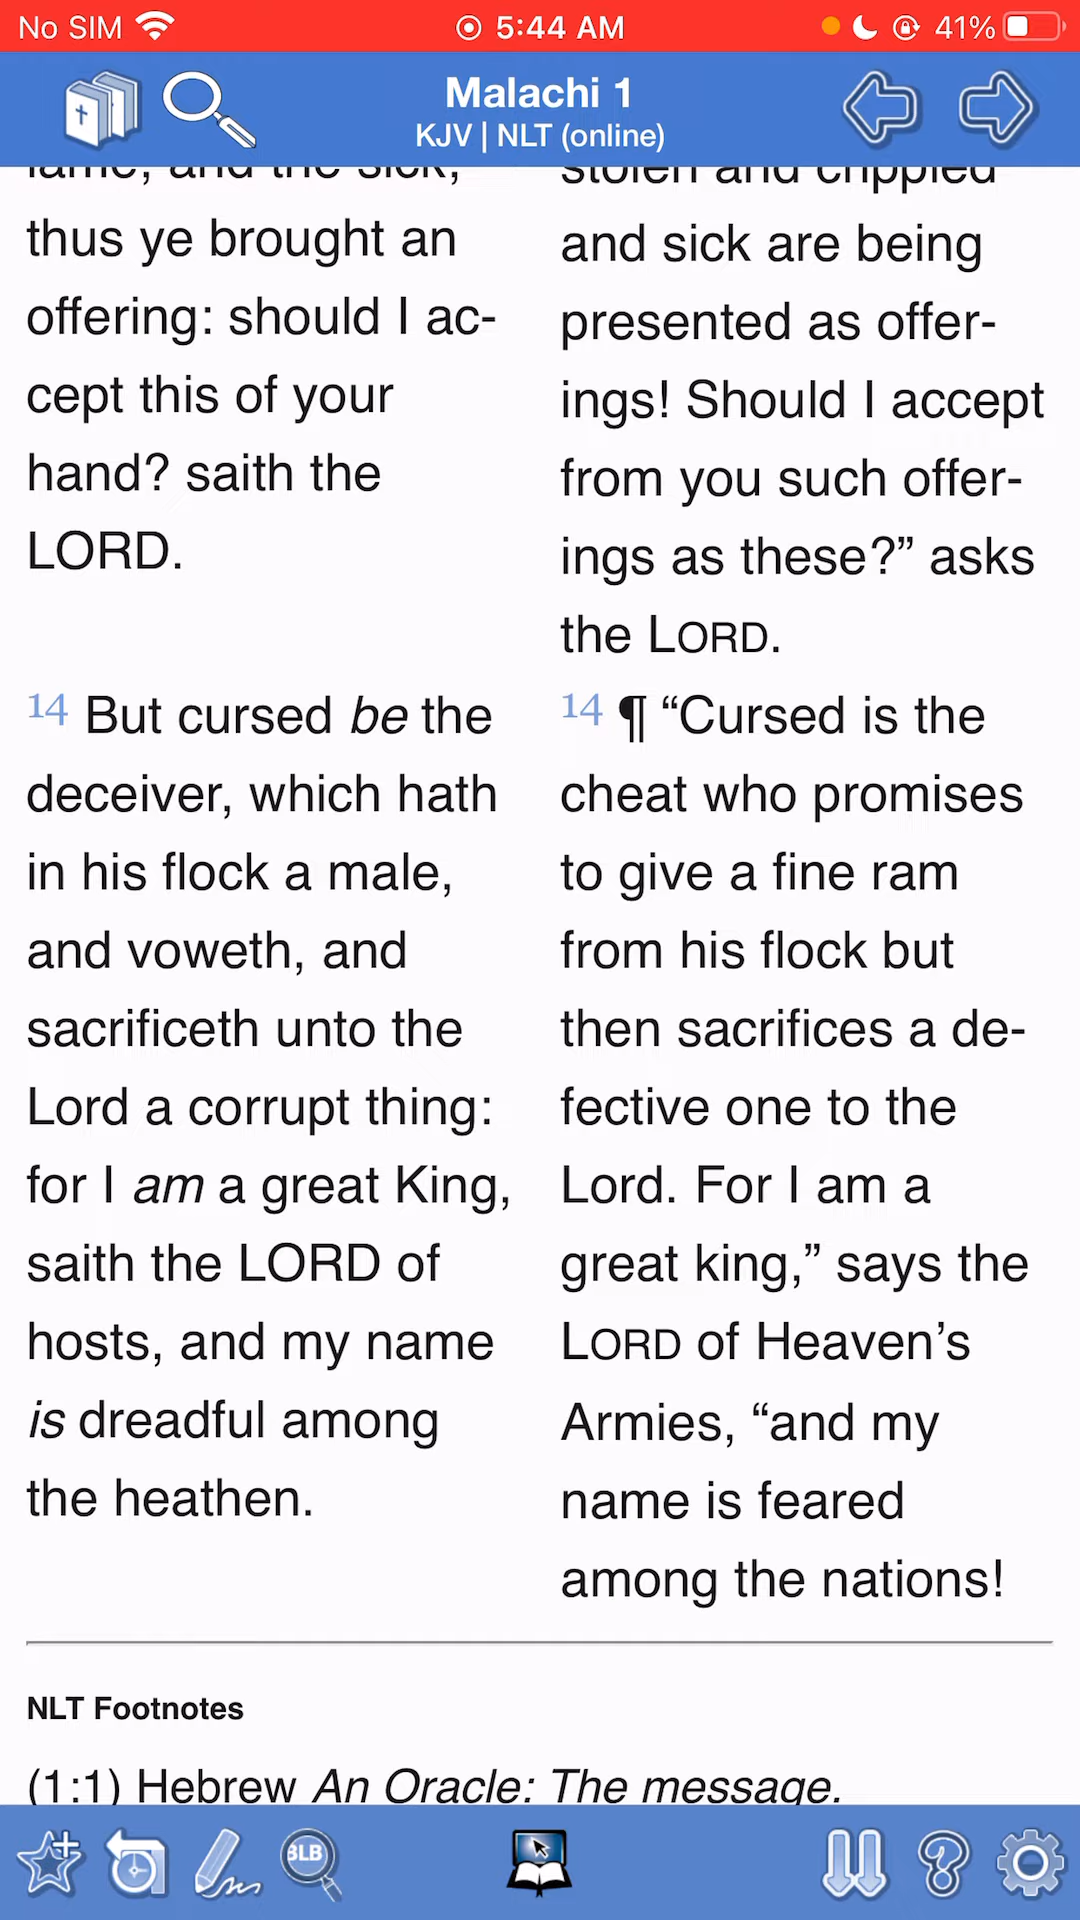 No SIM 5:44 AM 41%
Malachi 1
KJV | NLT (online)
lame, and the sick,
thus ye brought an
offering: should I ac-
cept this of your
hand? saith the
LORD.
14 But cursed be the
deceiver, which hath
in his flock a male,
and voweth, and
sacrificeth unto the
Lord a corrupt thing:
for I am a great King,
saith the LORD of
hosts, and my name
is dreadful among
the heathen.
stolen and crippled
and sick are being
presented as offer-
ings! Should I accept
from you such offer-
ings as these?” asks
the LORD.
14 ¶ “Cursed is the
cheat who promises
to give a fine ram
from his flock but
then sacrifices a de-
fective one to the
Lord. For I am a
great king,” says the
LORD of Heaven’s
Armies, “and my
name is feared
among the nations!
NLT Footnotes
(1:1) Hebrew An Oracle: The message.
BLB